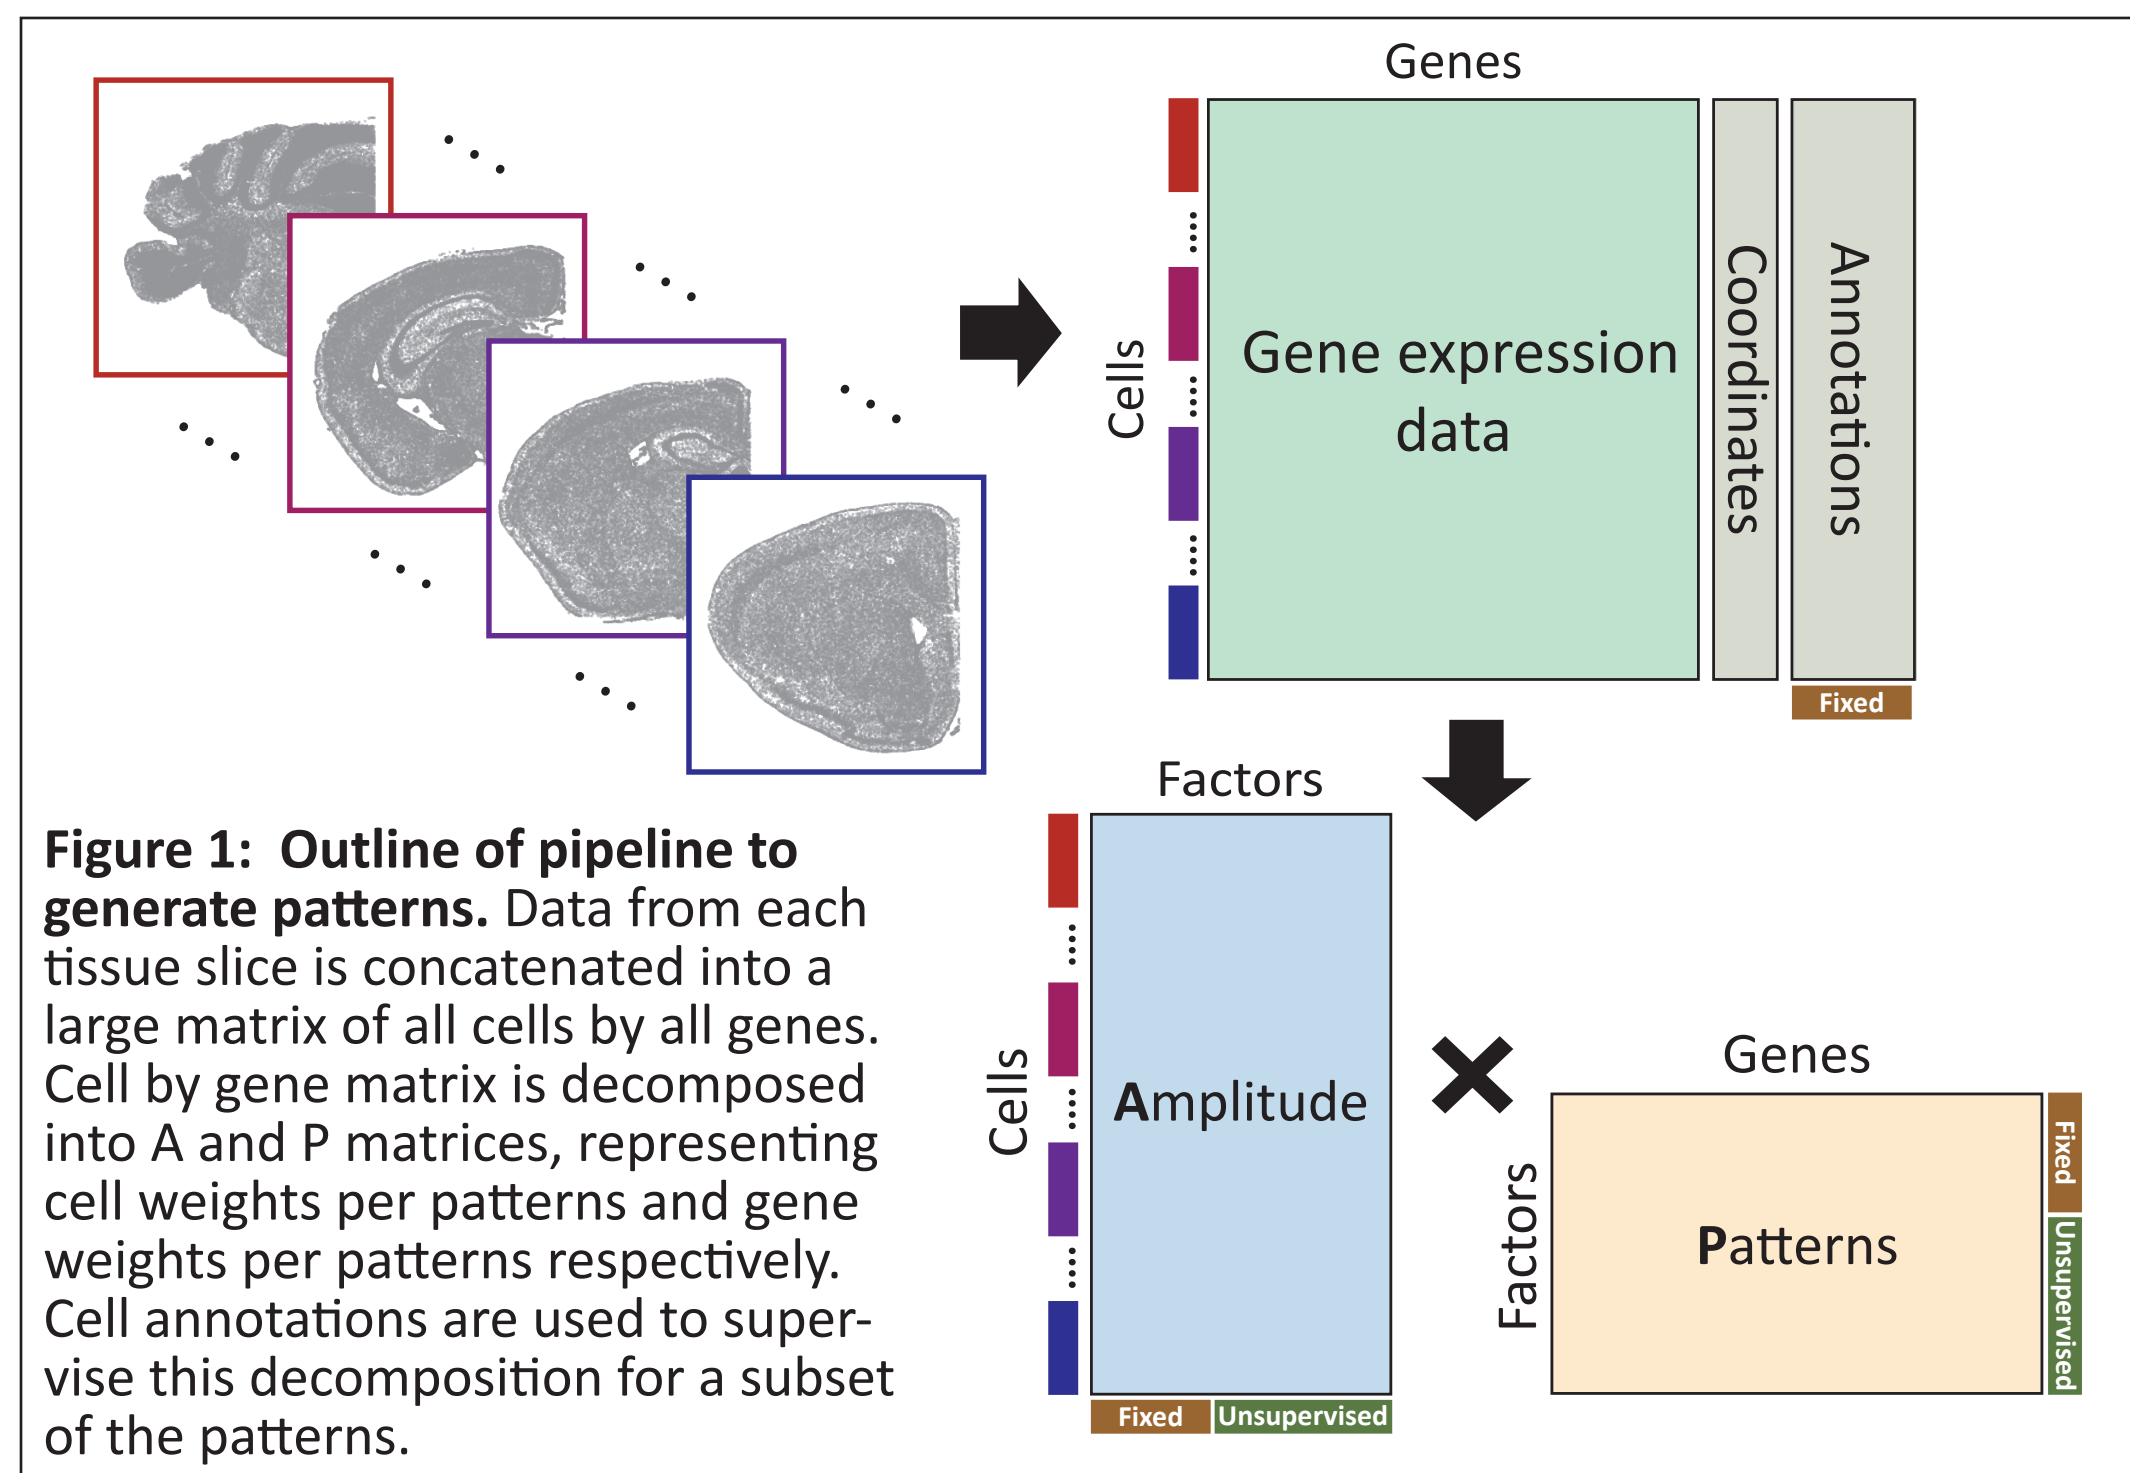 Genes
Cells
Gene expression
data
Coordinates
Annotations
Fixed
Factors
Cells
Amplitude
Fixed
Unsupervised
Genes
Factors
Patterns
Fixed
Unsupervised
Figure 1:  Outline of pipeline to
generate patterns. Data from each
tissue slice is concatenated into a
large matrix of all cells by all genes.
Cell by gene matrix is decomposed
into A and P matrices, representing
cell weights per patterns and gene
weights per patterns respectively.
Cell annotations are used to super-
vise this decomposition for a subset
of the patterns.